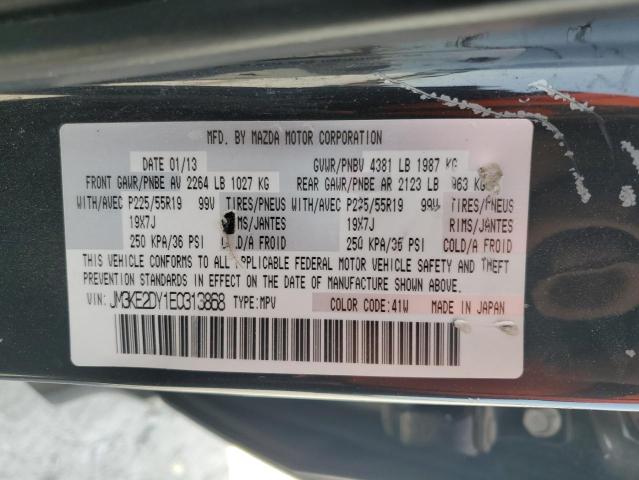 MFD. BY MAZDA MOTOR CORPORATION
DATE 01/13 GVWR/PNBV 4381 LB 1987 KG
FRONT GAWR/PNBE AV 2264 LB 1027 KG REAR GAWR/PNBE AR 2123 LB 963 KG
WITH/AVEC P225/55R19 99V TIRES/PNEUS WITH/AVEC P225/55R19 99V TIRES/PNEUS
19X7J RIMS/JANTES 19X7J RIMS/JANTES
250 KPA/36 PSI COLD/A FROID 250 KPA/36 PSI COLD/A FROID
THIS VEHICLE CONFORMS TO ALL APPLICABLE FEDERAL MOTOR VEHICLE SAFETY AND THEFT
PREVENTION STANDARDS IN EFFECT ON THE DATE OF MANUFACTURE SHOWN ABOVE.
VIN: JM3KE2DY1E0313868 TYPE:MPV COLOR CODE:41W MADE IN JAPAN